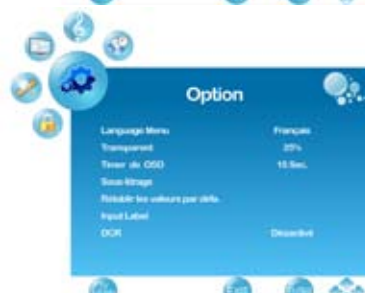 Option
Language Menu Français
Transparent 25%
Timer de OSD 15 Sec.
Sous-titrage
Rétablir les valeurs par défa.
Input Label
DCR Désactivé